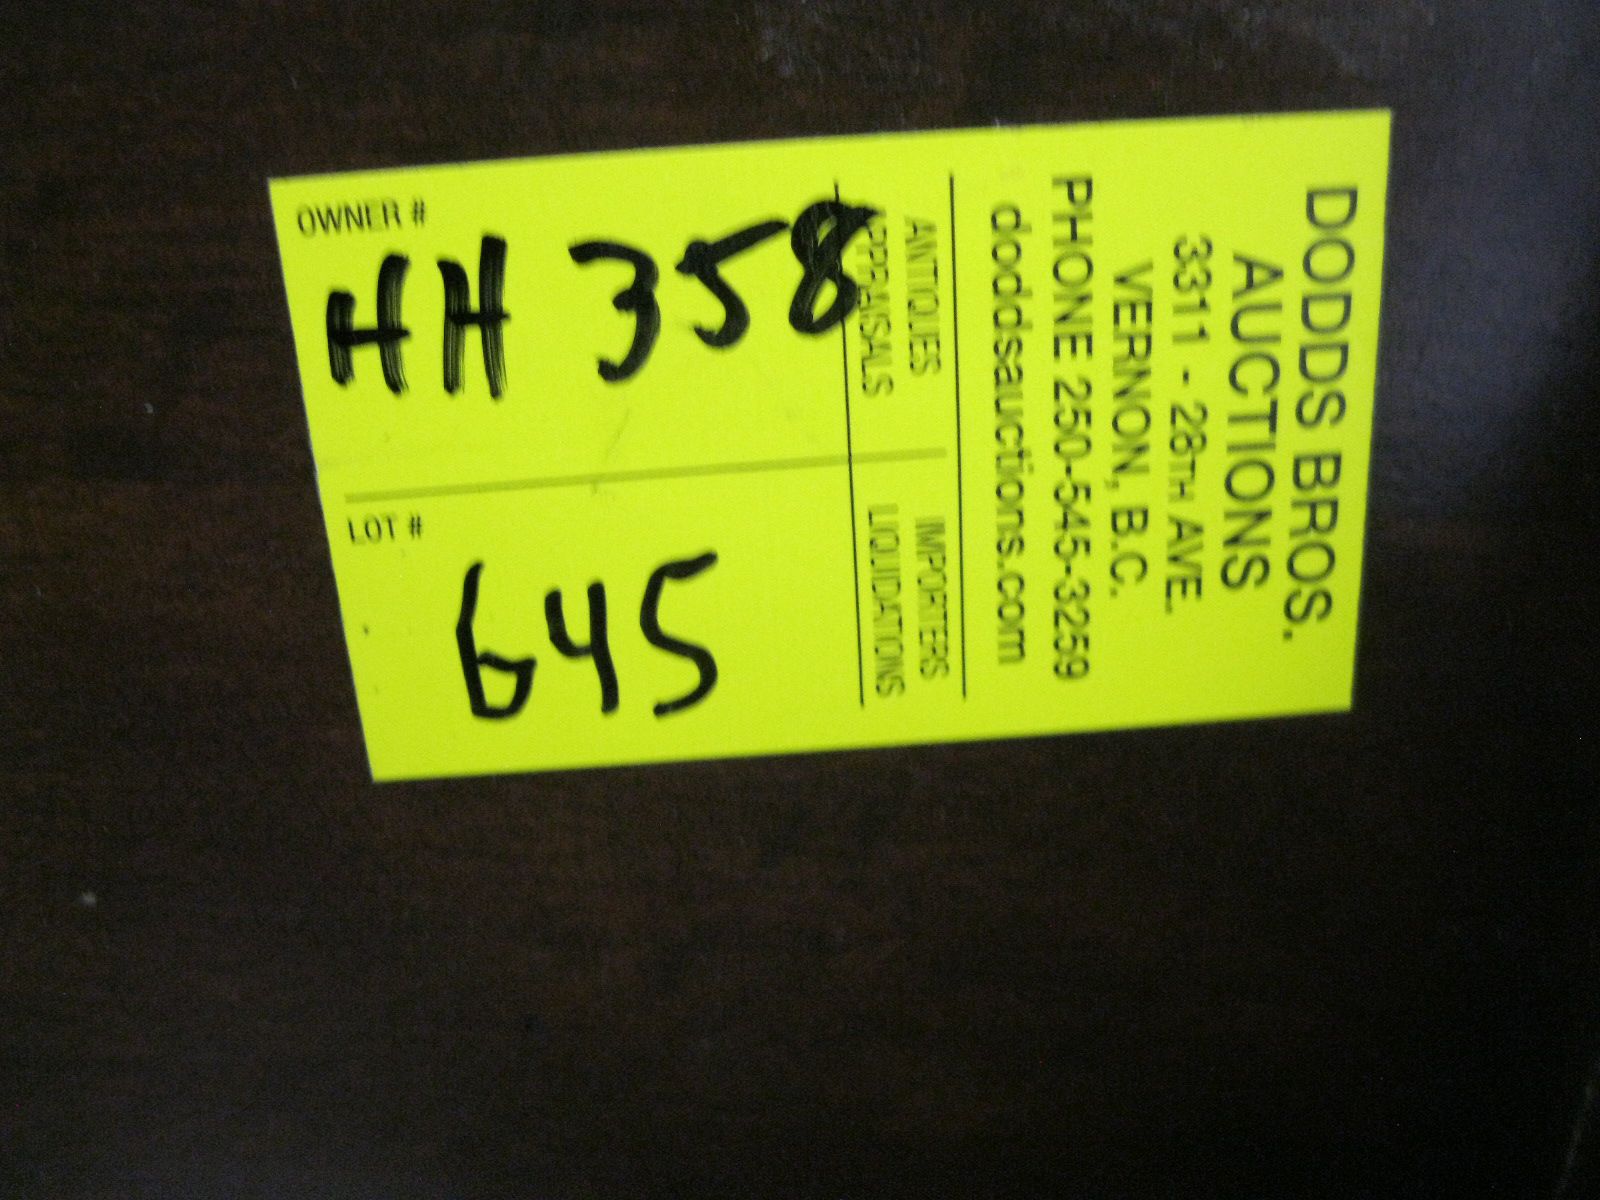 DODDS BROS.
AUCTIONS
3311 - 28TH AVE.
VERNON, B.C.
PHONE 250-545-3259
doddsauctions.com
ANTIQUES IMPORTERS
APPRAISALS LIQUIDATIONS
OWNER #
HH 358
LOT #
645